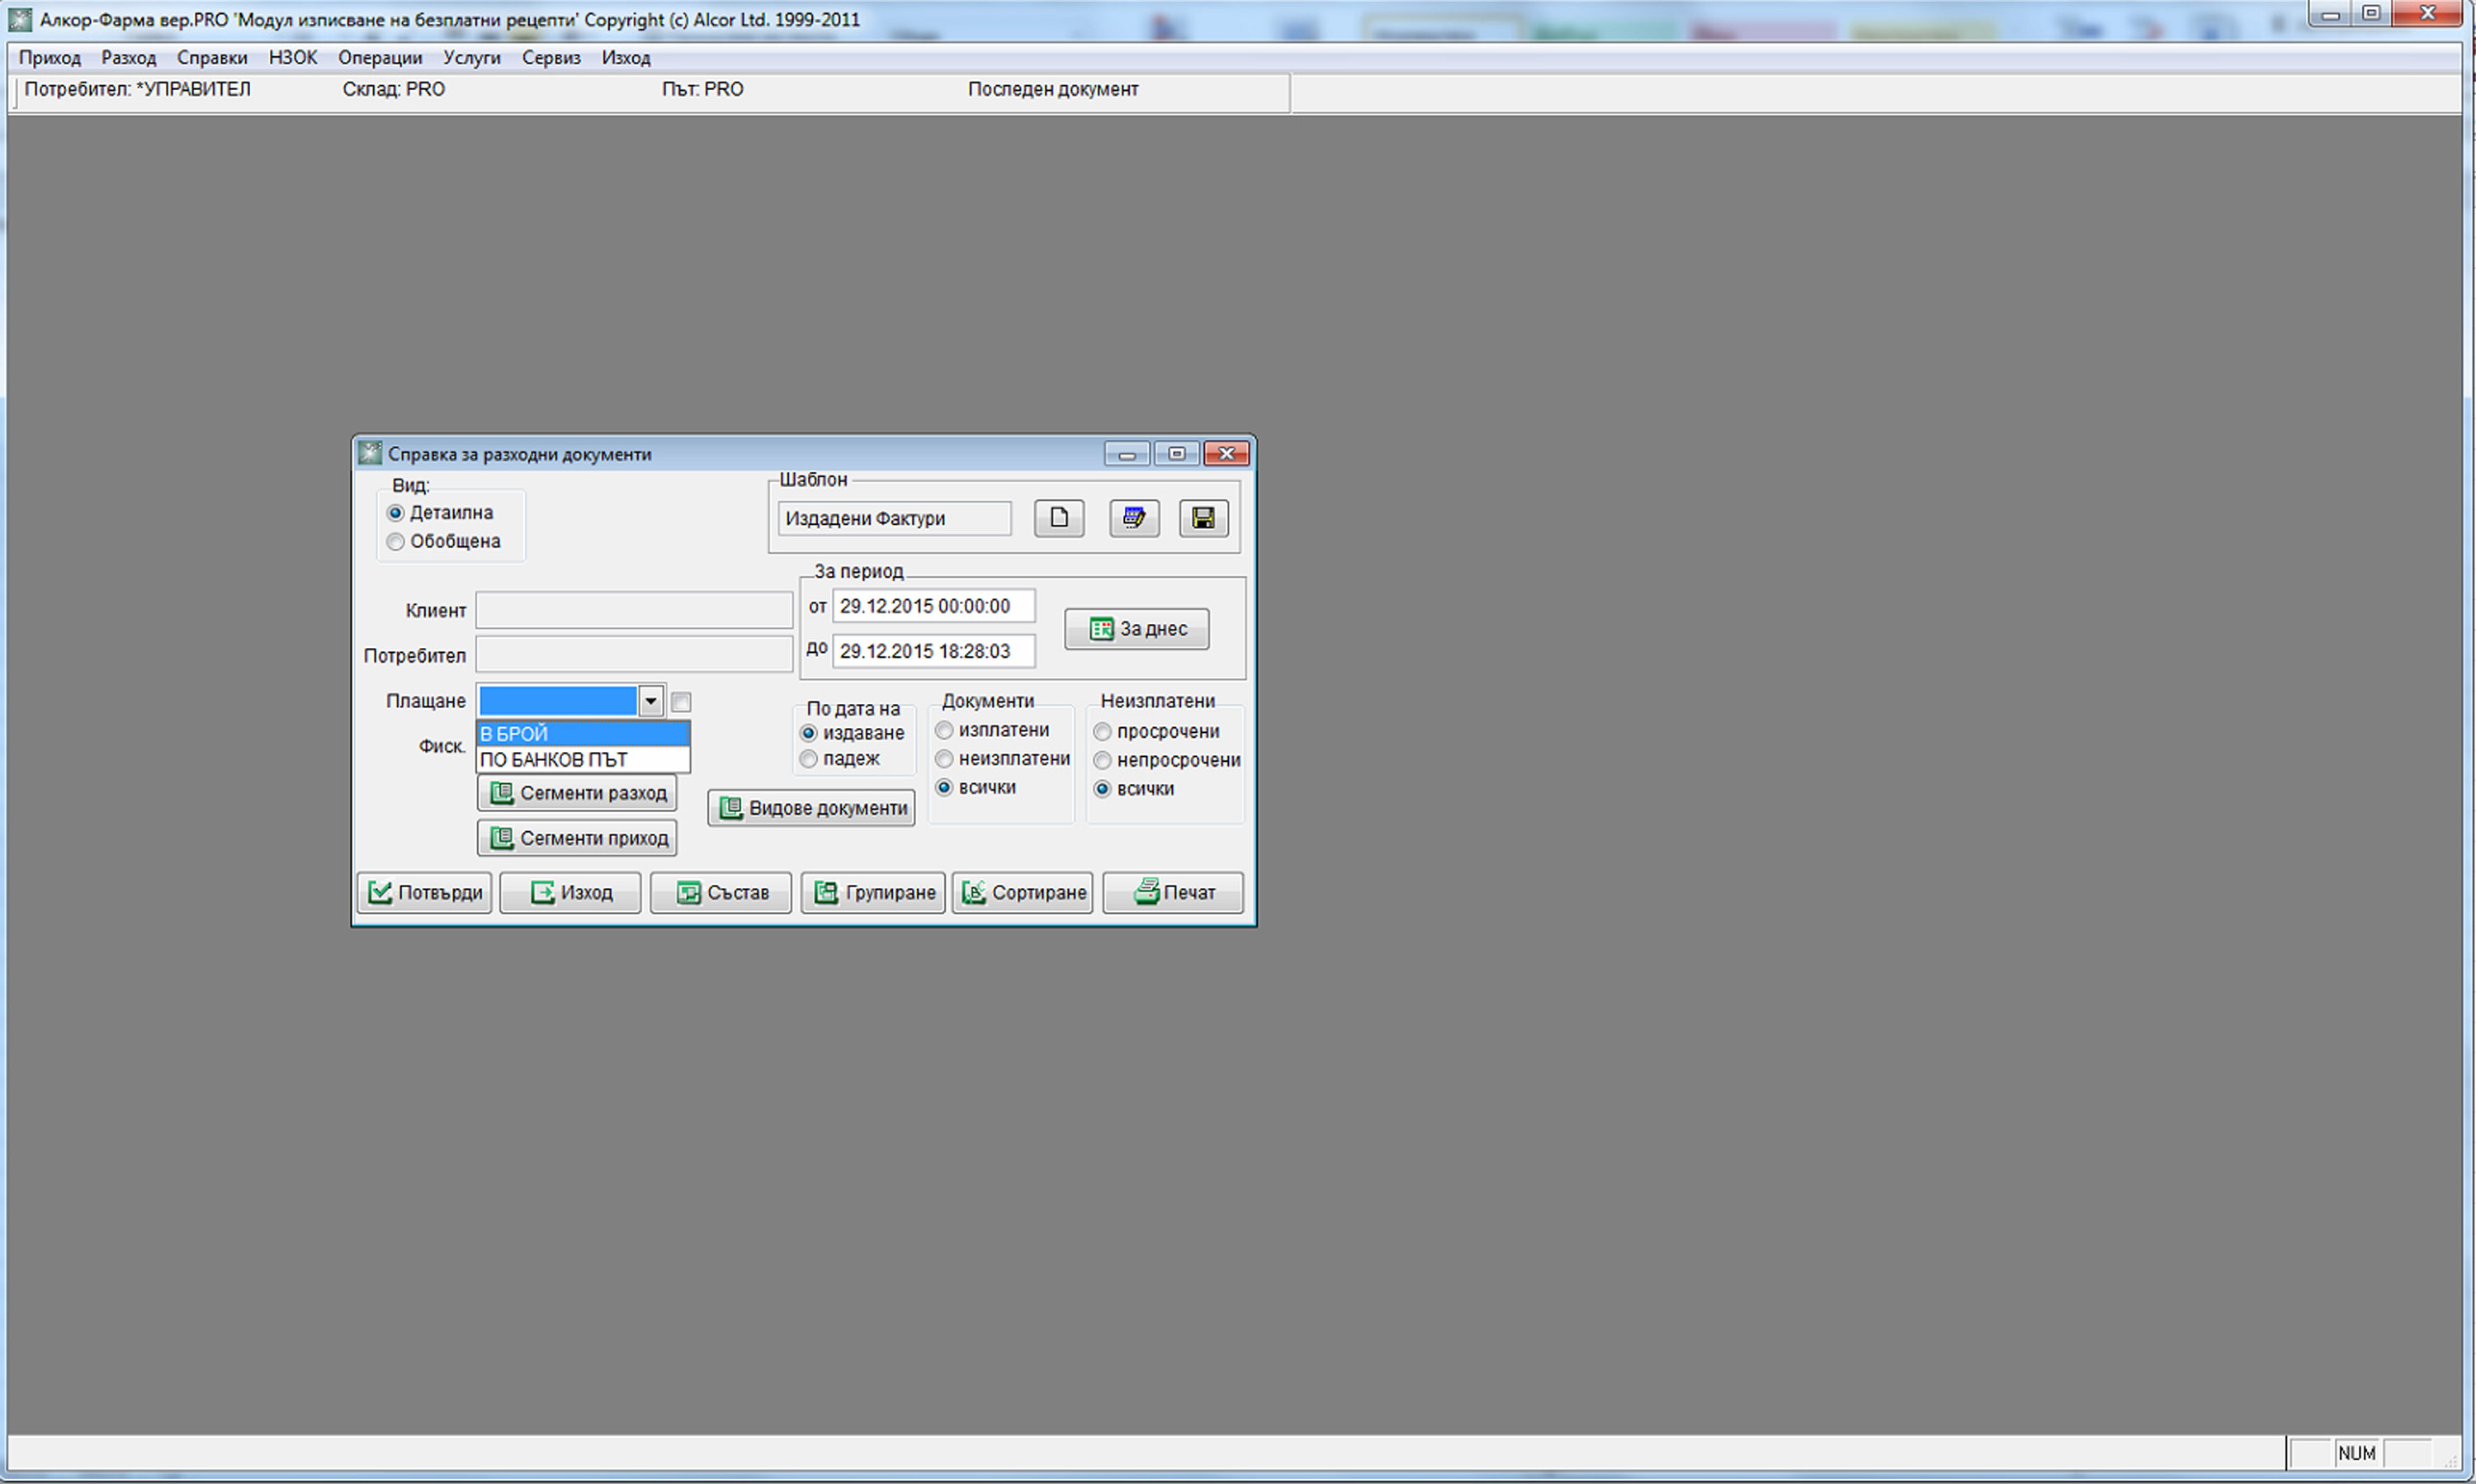 Алкор-Фарма вер.PRO 'Модул изписване на безплатни рецепти' Copyright (c) Alcor Ltd. 1999-2011
Приход Разход Справки НЗОК Операции Услуги Сервиз Изход
Потребител: *УПРАВИТЕЛ Склад: PRO Път: PRO Последен документ
Справка за разходни документи
Вид:
Детаилна
Обобщена
Шаблон
Издадени Фактури
За период
от 29.12.2015 00:00:00
до 29.12.2015 18:28:03
За днес
Клиент
Потребител
Плащане
В БРОЙ
ПО БАНКОВ ПЪТ
Фиск.
Сегменти разход
Сегменти приход
По дата на
издаване
падеж
Видове документи
Документи
изплатени
неизплатени
всички
Неизплатени
просрочени
непросрочени
всички
Потвърди Изход Състав Групиране Сортиране Печат
NUM